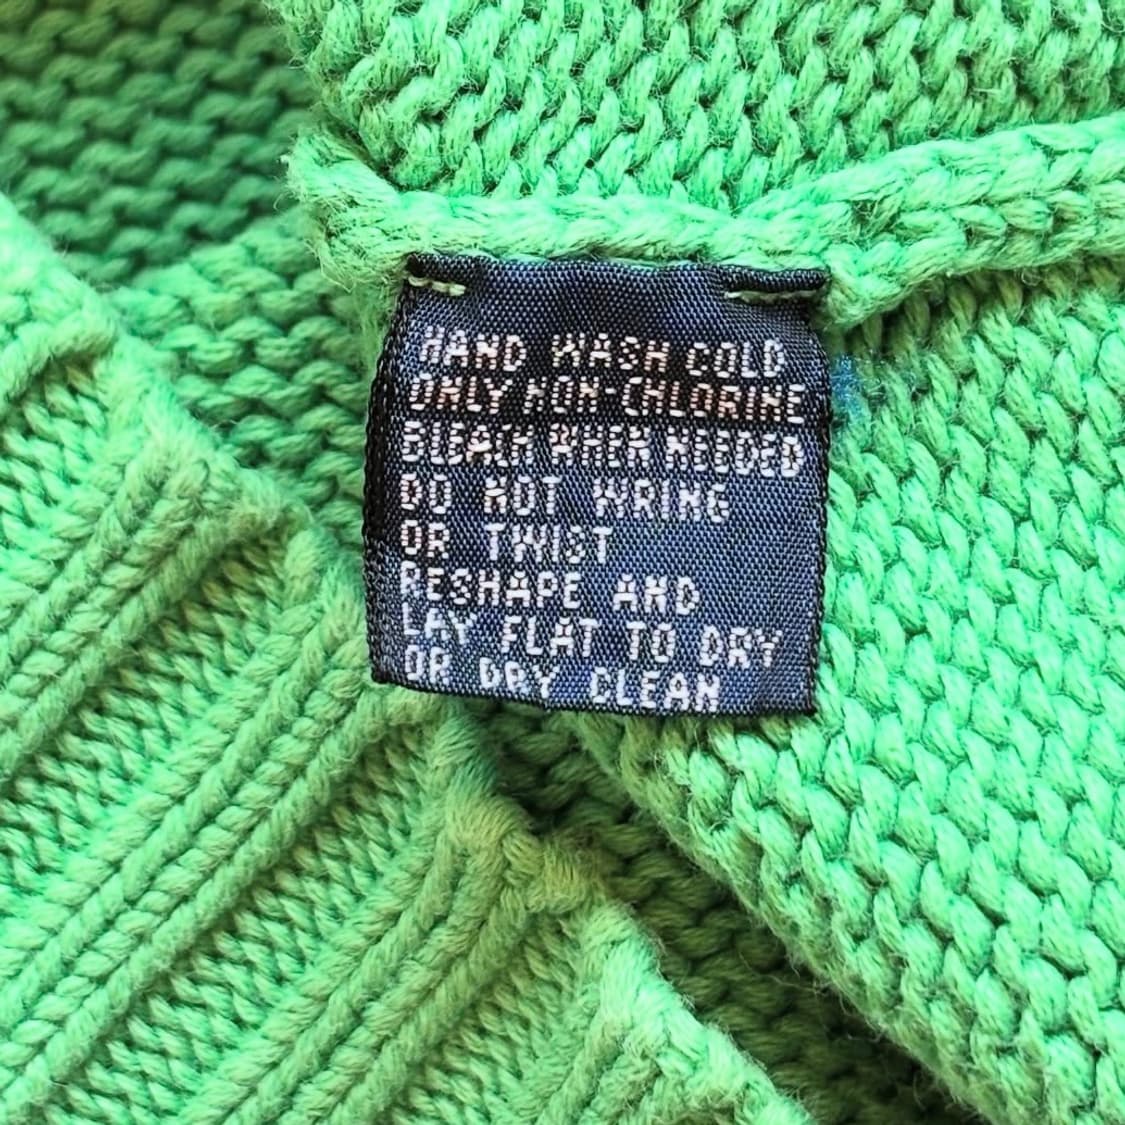 HAND WASH COLD
ONLY NON-CHLORINE
BLEACH WHEN NEEDED
DO NOT WRING
OR TWIST
RESHAPE AND
LAY FLAT TO DRY
OR DRY CLEAN